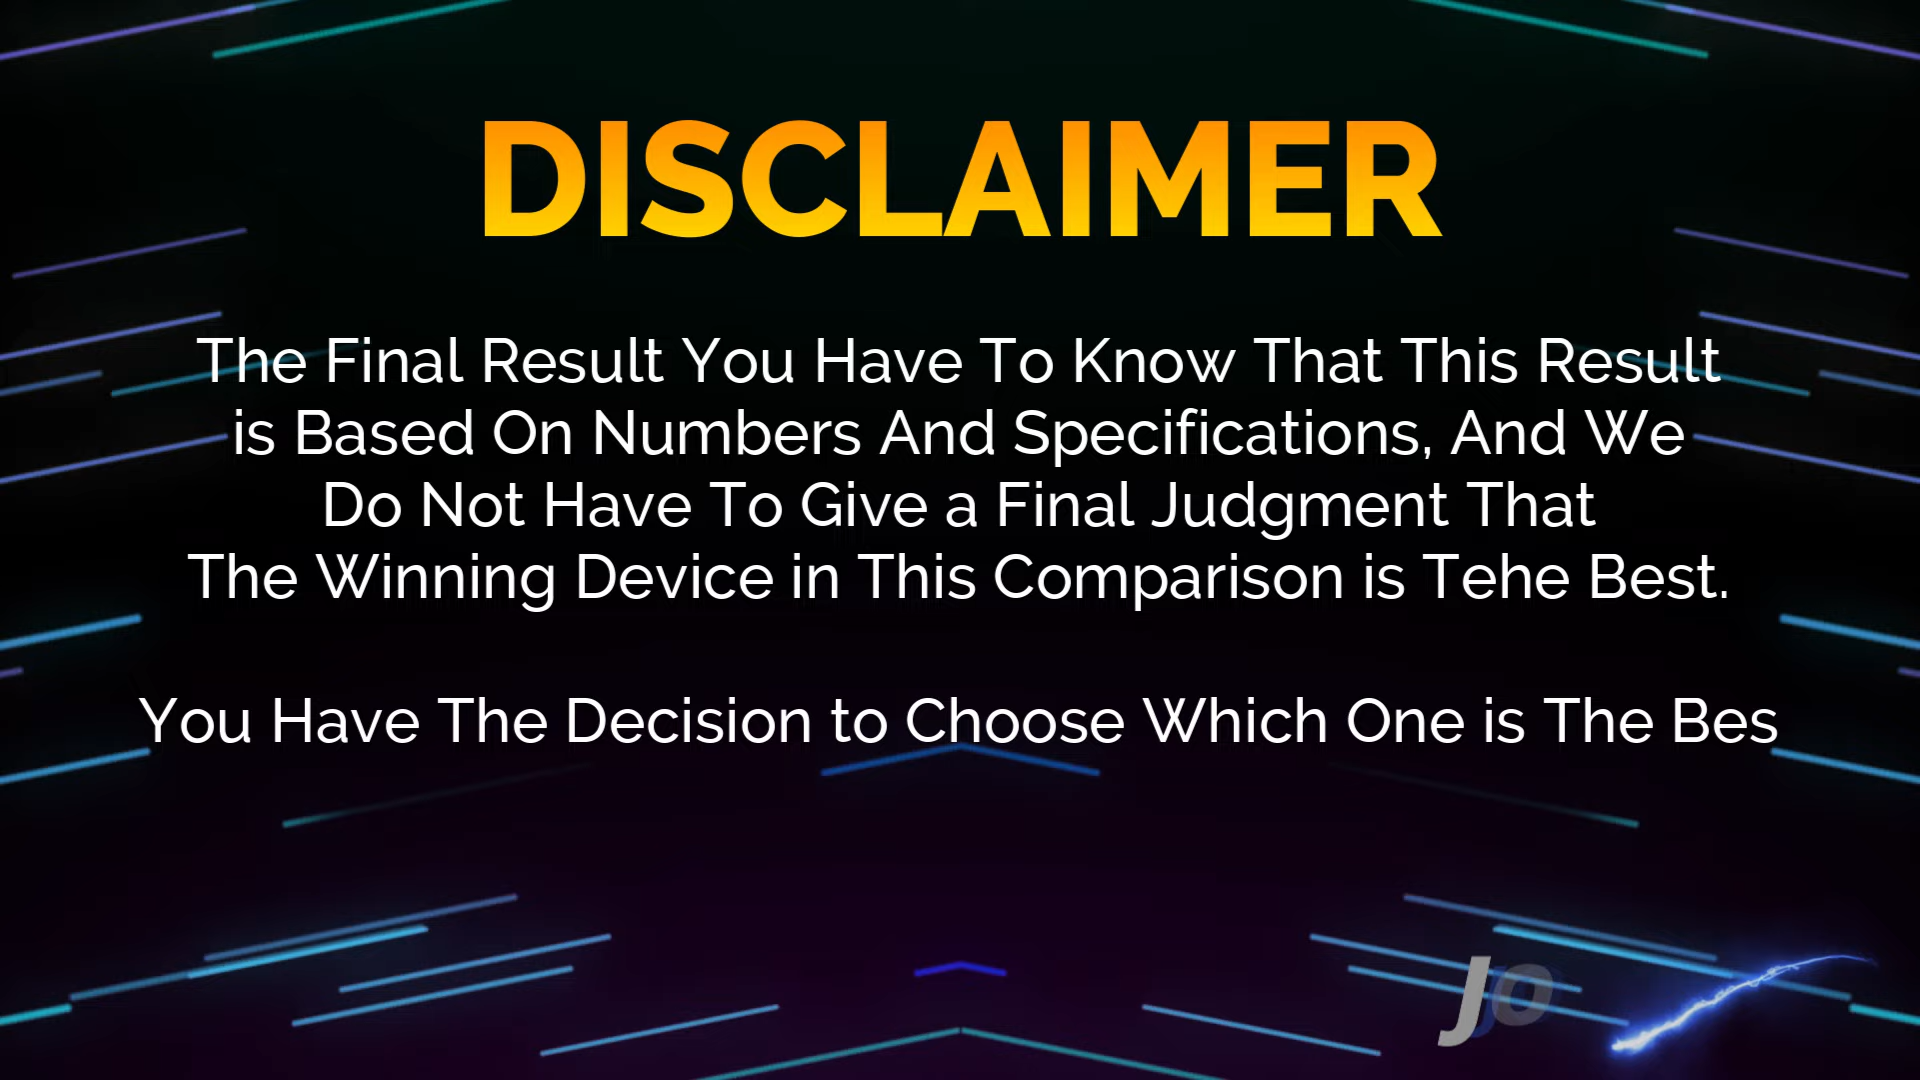 DISCLAIMER
The Final Result You Have To Know That This Result
is Based On Numbers And Specifications, And We
Do Not Have To Give a Final Judgment That
The Winning Device in This Comparison is Tehe Best.
You Have The Decision to Choose Which One is The Bes
JO